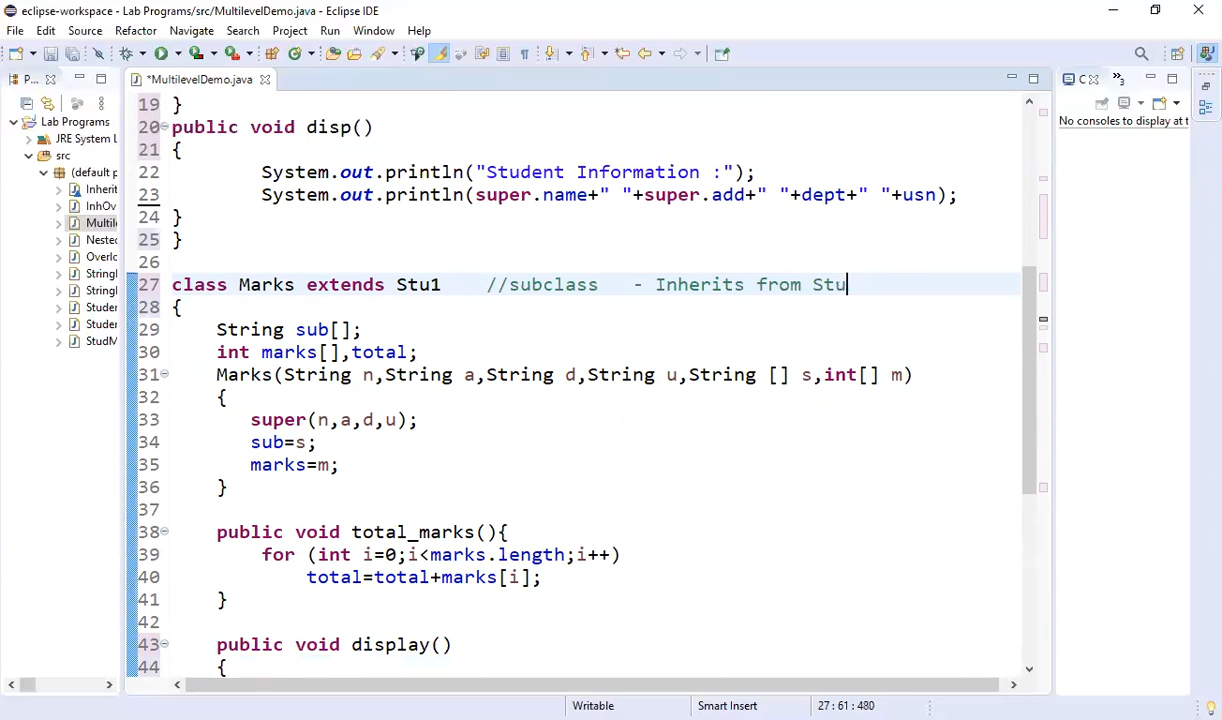 eclipse-workspace - Lab Programs/src/MultilevelDemo.java - Eclipse IDE
File Edit Source Refactor Navigate Search Project Run Window Help
P... *MultilevelDemo.java C 3
Lab Programs
JRE System L
src
(default p
Inherit
InhOv
Multile
Nested
Overlo
StringI
StringI
Studer
Studer
StudM
19 }
20 public void disp()
21 {
22 System.out.println("Student Information :");
23 System.out.println(super.name+" "+super.add+" "+dept+" "+usn);
24 }
25 }
26
27 class Marks extends Stu1 //subclass - Inherits from Stu
28 {
29 String sub[];
30 int marks[],total;
31 Marks(String n,String a,String d,String u,String [] s,int[] m)
32 {
33 super(n,a,d,u);
34 sub=s;
35 marks=m;
36 }
37
38 public void total_marks(){
39 for (int i=0;i<marks.length;i++)
40 total=total+marks[i];
41 }
42
43 public void display()
44 {
No consoles to display at t
Writable Smart Insert 27 : 61 : 480